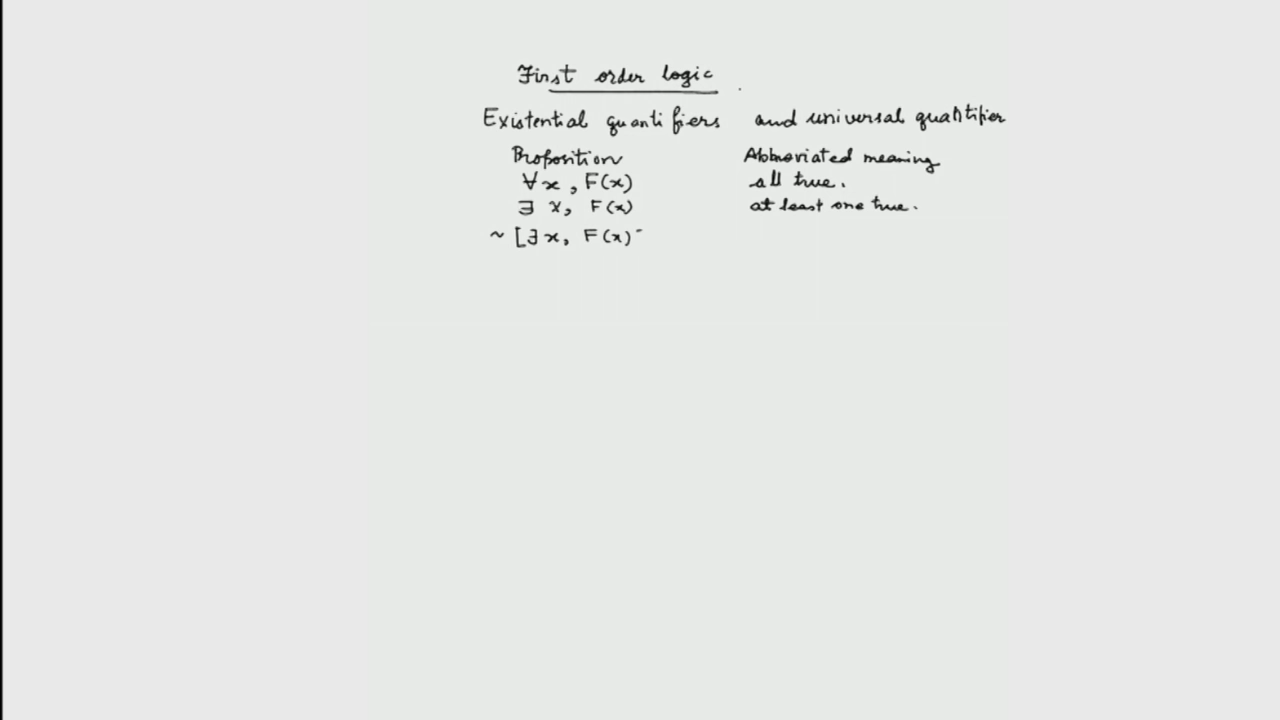 First order logic
Existential quantifiers and universal quantifier
Proposition Abbreviated meaning
∀x, F(x) all true.
∃ x, F(x) at least one true.
~ [∃x, F(x)